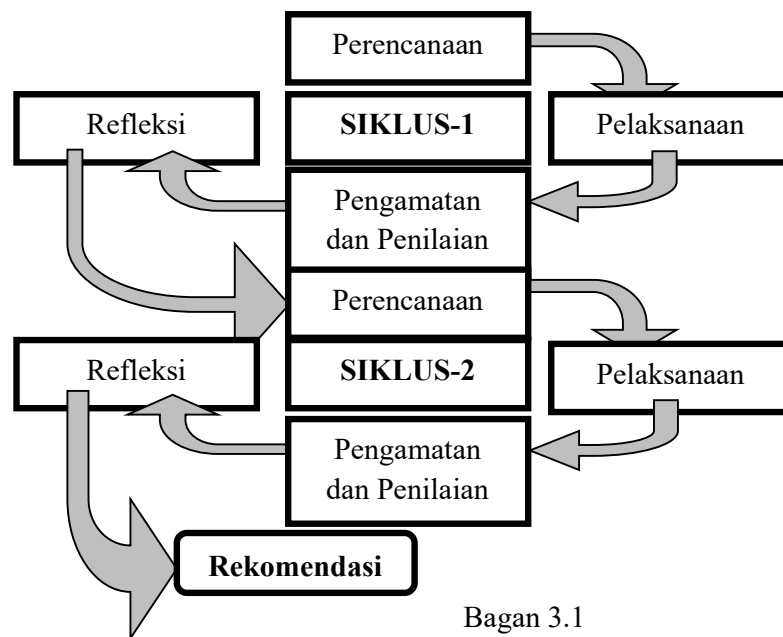 Perencanaan
Refleksi
SIKLUS-1
Pelaksanaan
Pengamatan
dan Penilaian
Perencanaan
Refleksi
SIKLUS-2
Pelaksanaan
Pengamatan
dan Penilaian
Rekomendasi
Bagan 3.1